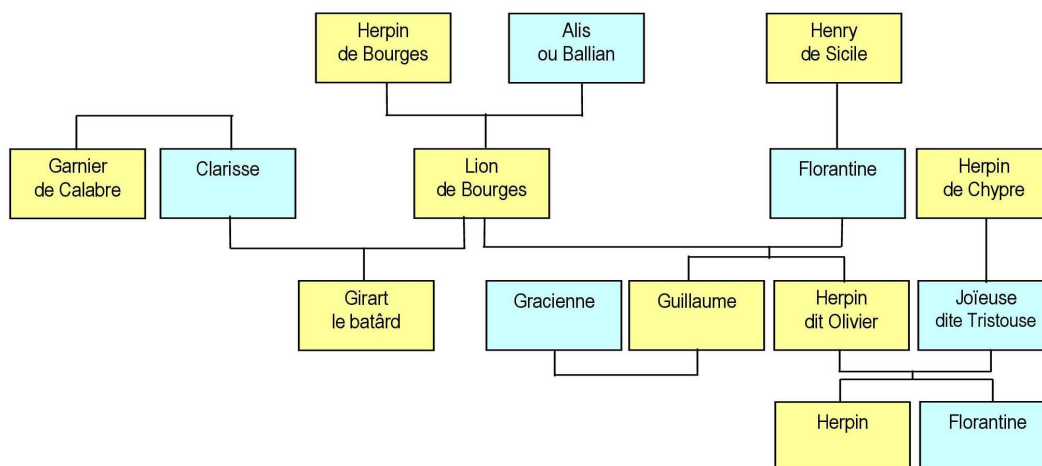 Herpin
de Bourges
Alis
ou Ballian
Henry
de Sicile
Garnier
de Calabre
Clarisse
Lion
de Bourges
Florantine
Herpin
de Chypre
Girart
le batârd
Gracienne
Guillaume
Herpin
dit Olivier
Joïeuse
dite Tristouse
Herpin
Florantine